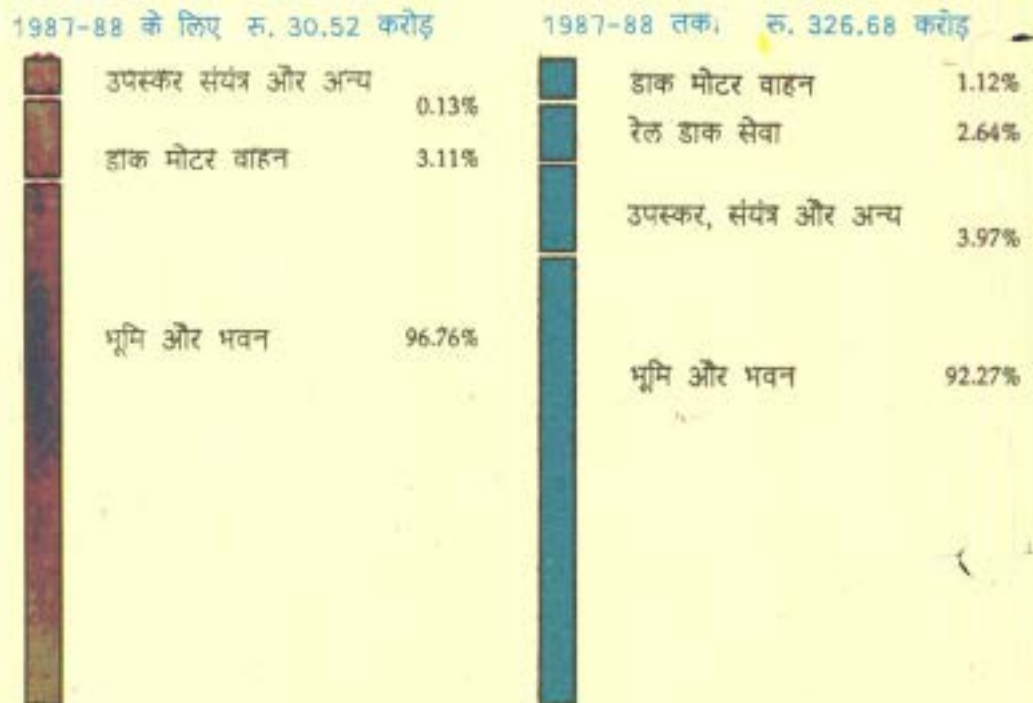 1987-88 के लिए रु. 30.52 करोड़
उपस्कर संयंत्र और अन्य
0.13%
डाक मोटर वाहन 3.11%
भूमि और भवन 96.76%
1987-88 तक, रु. 326.68 करोड़
डाक मोटर वाहन 1.12%
रेल डाक सेवा 2.64%
उपस्कर, संयंत्र और अन्य
3.97%
भूमि और भवन 92.27%